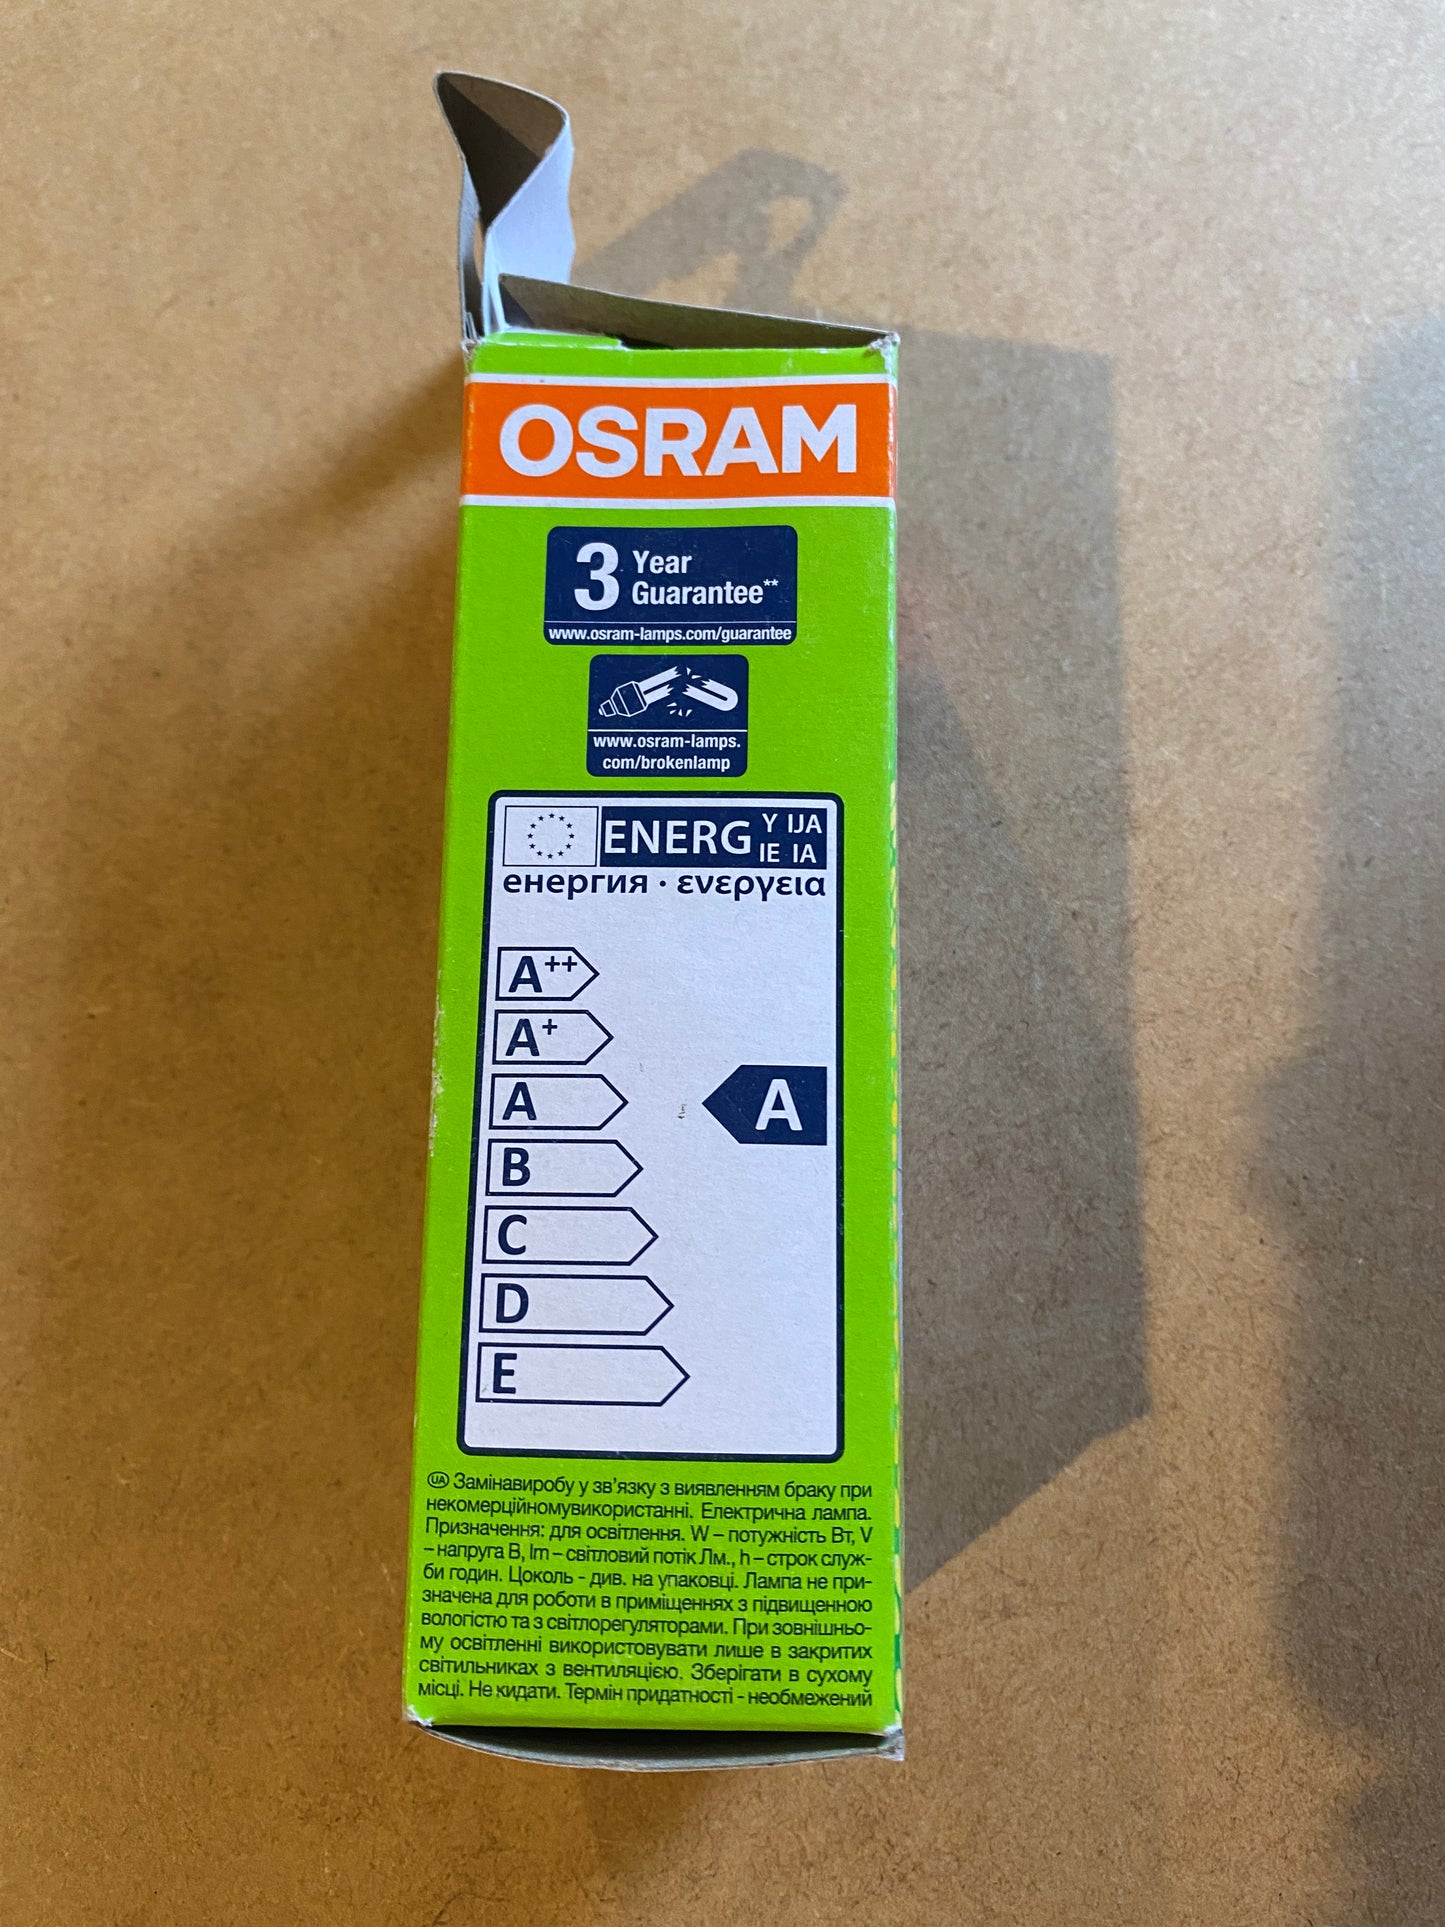 OSRAM
3 Year
Guarantee**
www.osram-lamps.com/guarantee
www.osram-lamps.
com/brokenlamp
ENERG Y IJA
IE IA
енергия · ενεργεια
A++
A+
A
A
B
C
D
E
UA Замінавиробу у зв'язку з виявленням браку при
некомерційномувикористанні. Електрична лампа.
Призначення: для освітлення. W – потужність Вт, V
– напруга В, lm – світловий потік Лм., h – строк служ-
би годин. Цоколь - див. на упаковці. Лампа не при-
значена для роботи в приміщеннях з підвищенною
вологістю та з світлорегуляторами. При зовнішньо-
му освітленні використовувати лише в закритих
світильниках з вентиляцією. Зберігати в сухому
місці. Не кидати. Термін придатності - необмежений